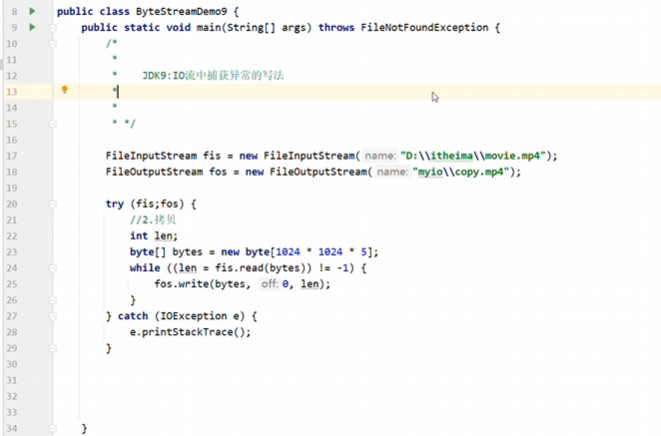 8 public class ByteStreamDemo9 {
9 public static void main(String[] args) throws FileNotFoundException {
10 /*
11 *
12 * JDK9:IO流中捕获异常的写法
13 *
14 *
15 * */
16
17 FileInputStream fis = new FileInputStream( name: "D:\\itheima\\movie.mp4");
18 FileOutputStream fos = new FileOutputStream( name: "myio\\copy.mp4");
19
20 try (fis;fos) {
21 //2.拷贝
22 int len;
23 byte[] bytes = new byte[1024 * 1024 * 5];
24 while ((len = fis.read(bytes)) != -1) {
25 fos.write(bytes, off: 0, len);
26 }
27 } catch (IOException e) {
28 e.printStackTrace();
29 }
30
31
32
33
34 }